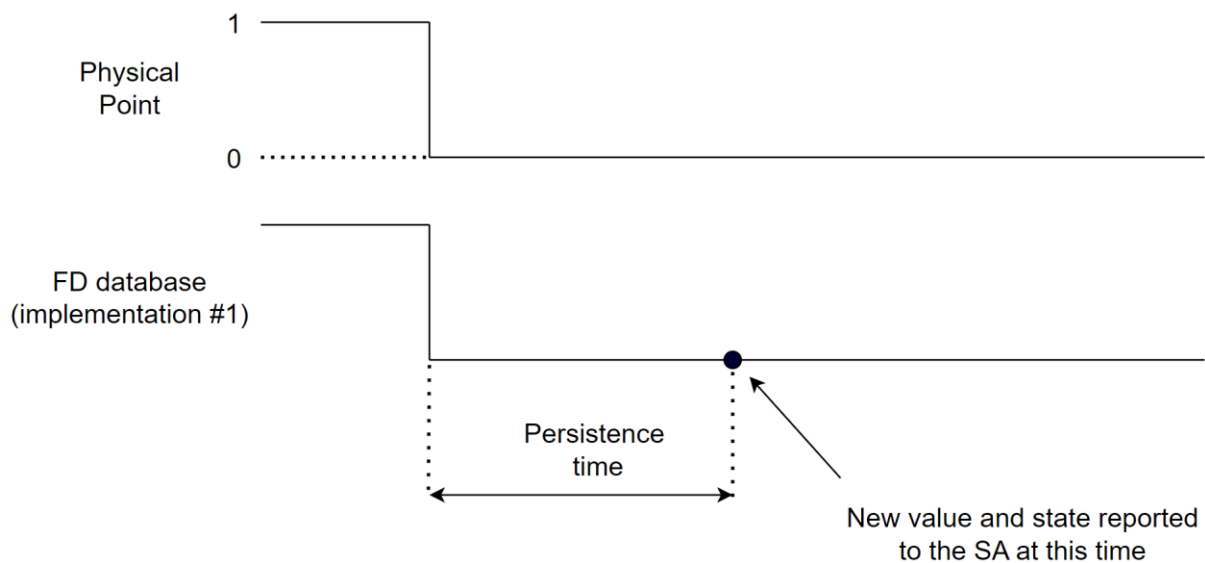 1
Physical
Point
0
FD database
(implementation #1)
Persistence
time
New value and state reported
to the SA at this time